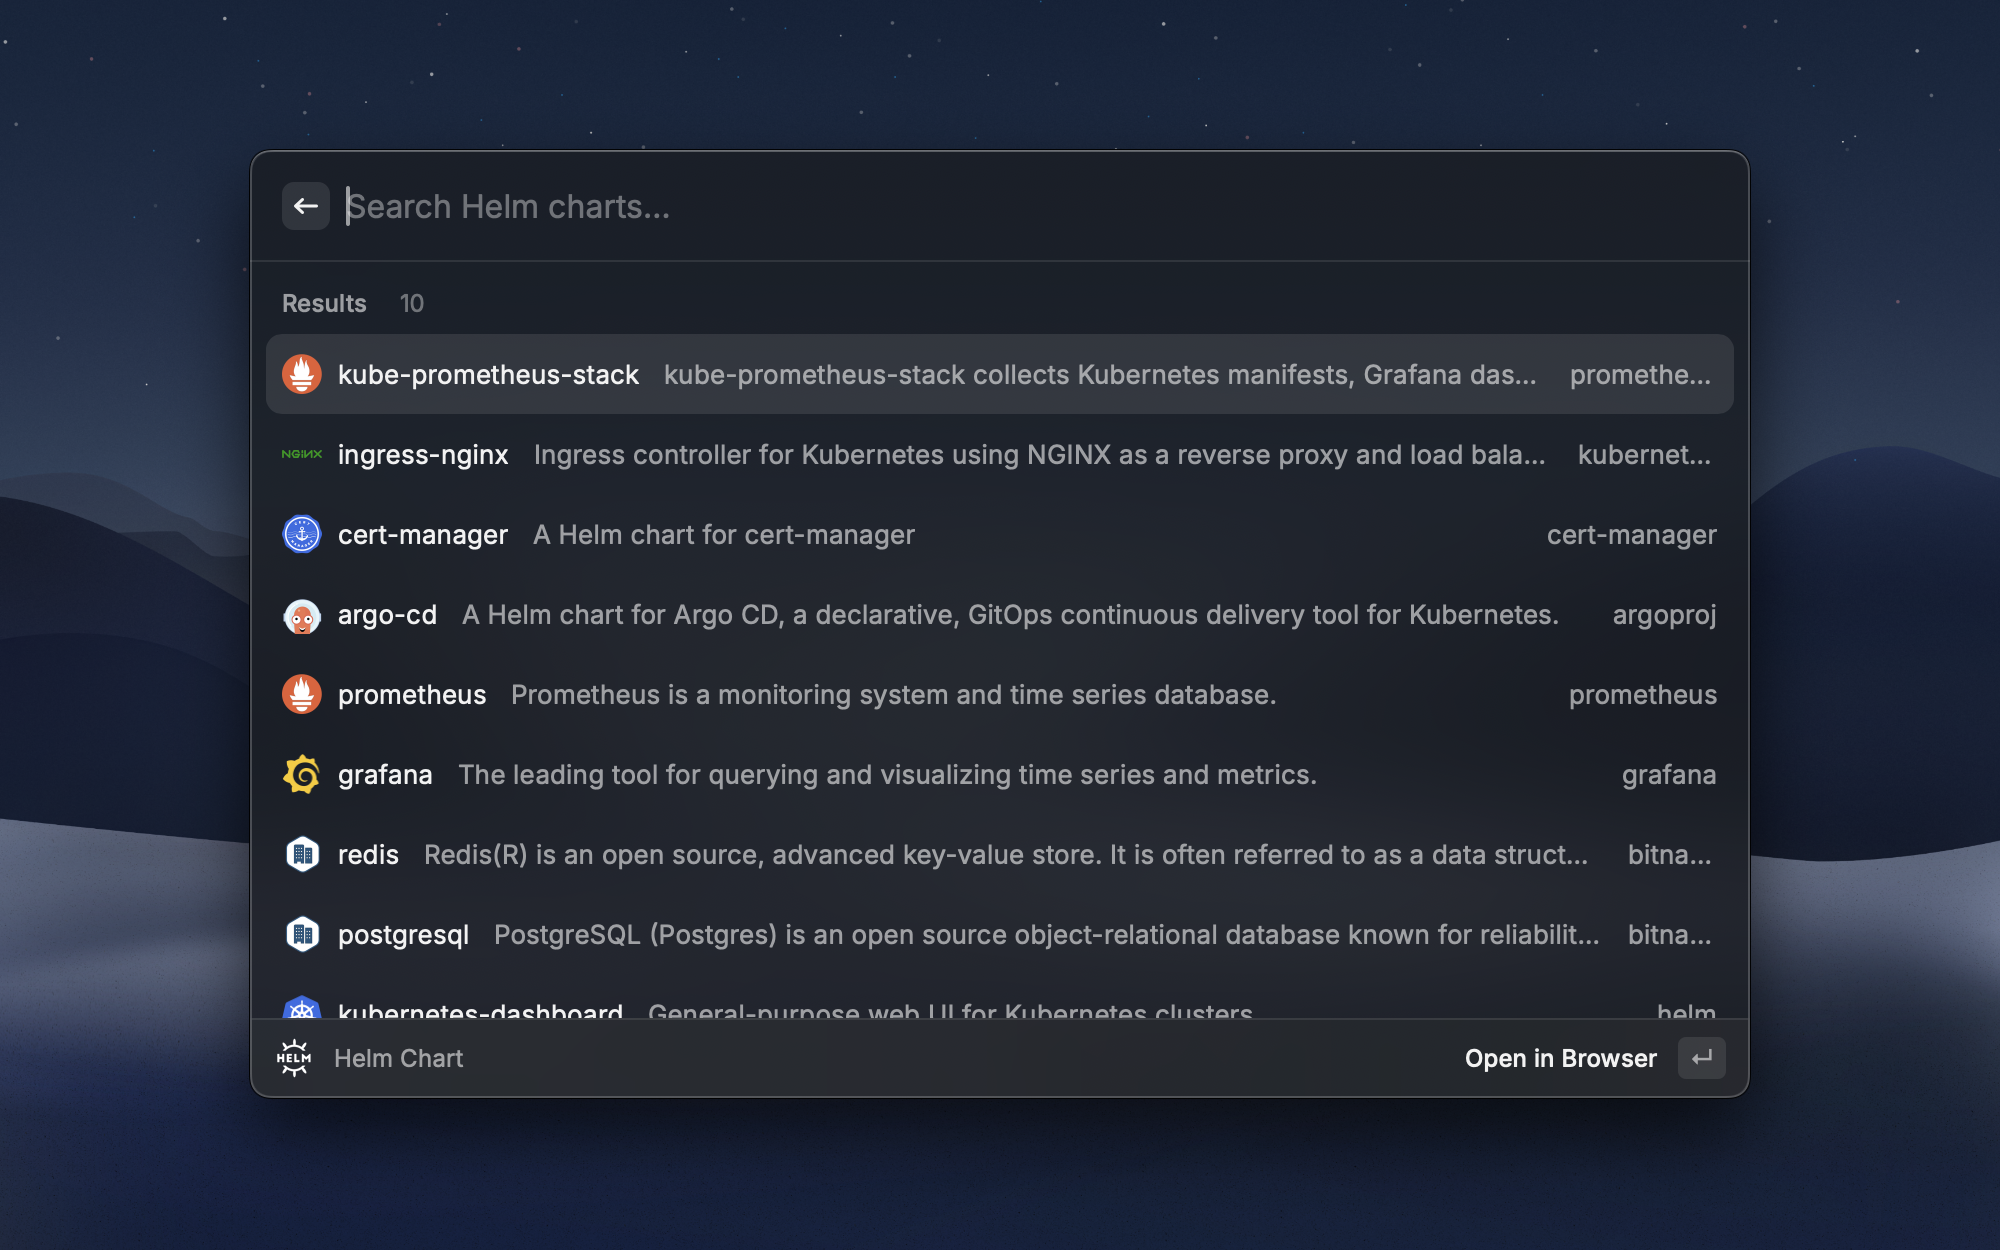 Search Helm charts...
Results 10
kube-prometheus-stack kube-prometheus-stack collects Kubernetes manifests, Grafana das... promethe...
NGINX ingress-nginx Ingress controller for Kubernetes using NGINX as a reverse proxy and load bala... kubernet...
cert-manager A Helm chart for cert-manager cert-manager
argo-cd A Helm chart for Argo CD, a declarative, GitOps continuous delivery tool for Kubernetes. argoproj
prometheus Prometheus is a monitoring system and time series database. prometheus
grafana The leading tool for querying and visualizing time series and metrics. grafana
redis Redis(R) is an open source, advanced key-value store. It is often referred to as a data struct... bitna...
postgresql PostgreSQL (Postgres) is an open source object-relational database known for reliabilit... bitna...
kubernetes-dashboard General-purpose web UI for Kubernetes clusters helm
HELM Helm Chart Open in Browser